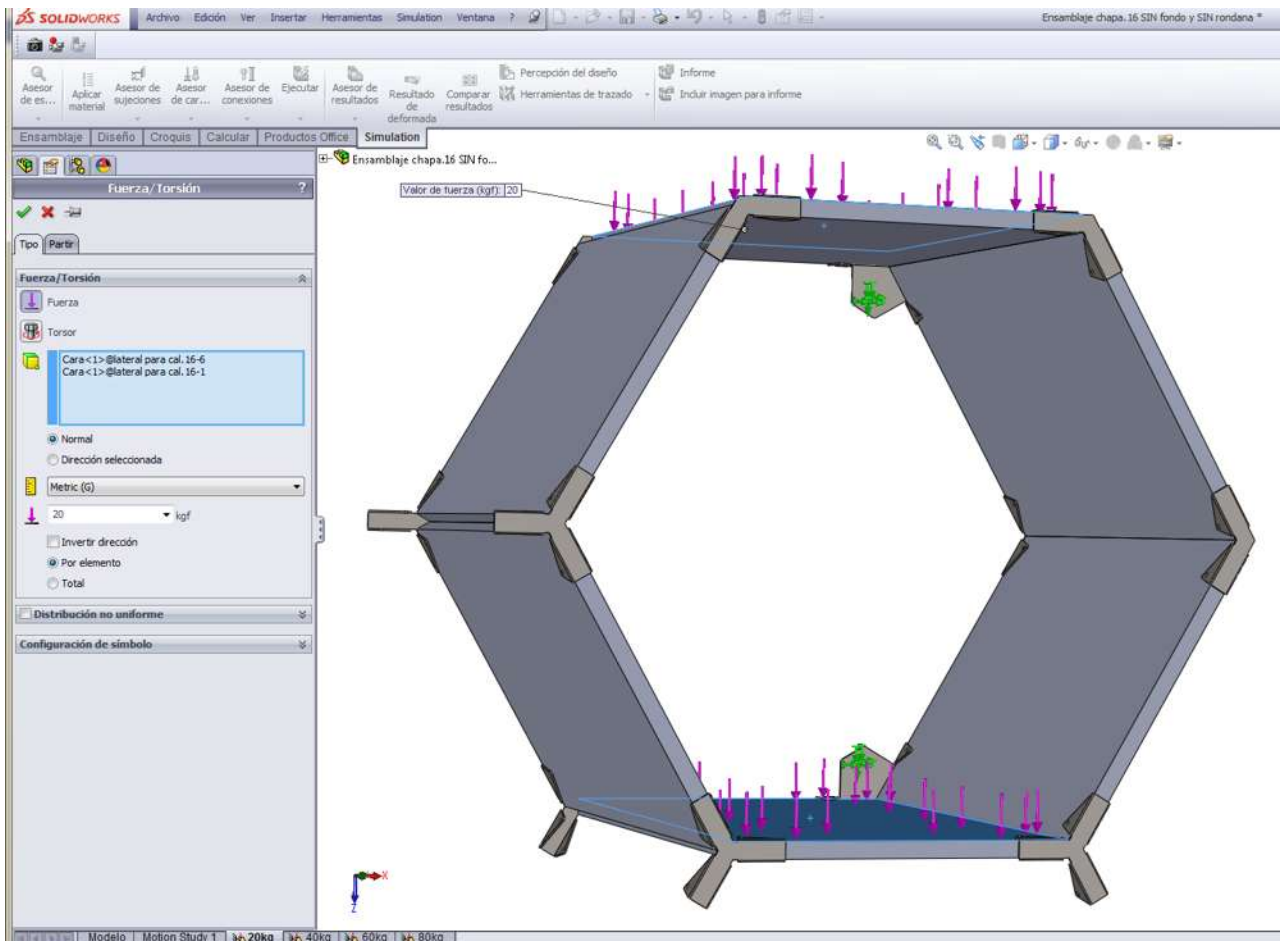 SOLIDWORKS Archivo Edición Ver Insertar Herramientas Simulation Ventana ? Ensamblaje chapa.16 SIN fondo y SIN rondana *
Asesor de es...
Aplicar material
Asesor de sujeciones
Asesor de car...
Asesor de conexiones
Ejecutar
Asesor de resultados
Resultado de deformada
Comparar resultados
Percepción del diseño
Herramientas de trazado
Informe
Incluir imagen para informe
Ensamblaje Diseño Croquis Calcular Productos Office Simulation
Ensamblaje chapa.16 SIN fo...
Fuerza/Torsión ?
Valor de fuerza (kgf): 20
Tipo Partir
Fuerza/Torsión
Fuerza
Torsor
Cara<1>@lateral para cal.16-6
Cara<1>@lateral para cal.16-1
Normal
Dirección seleccionada
Metric (G)
20 kgf
Invertir dirección
Por elemento
Total
Distribución no uniforme
Configuración de símbolo
X
Z
Modelo Motion Study 1 20kg 40kg 60kg 80kg